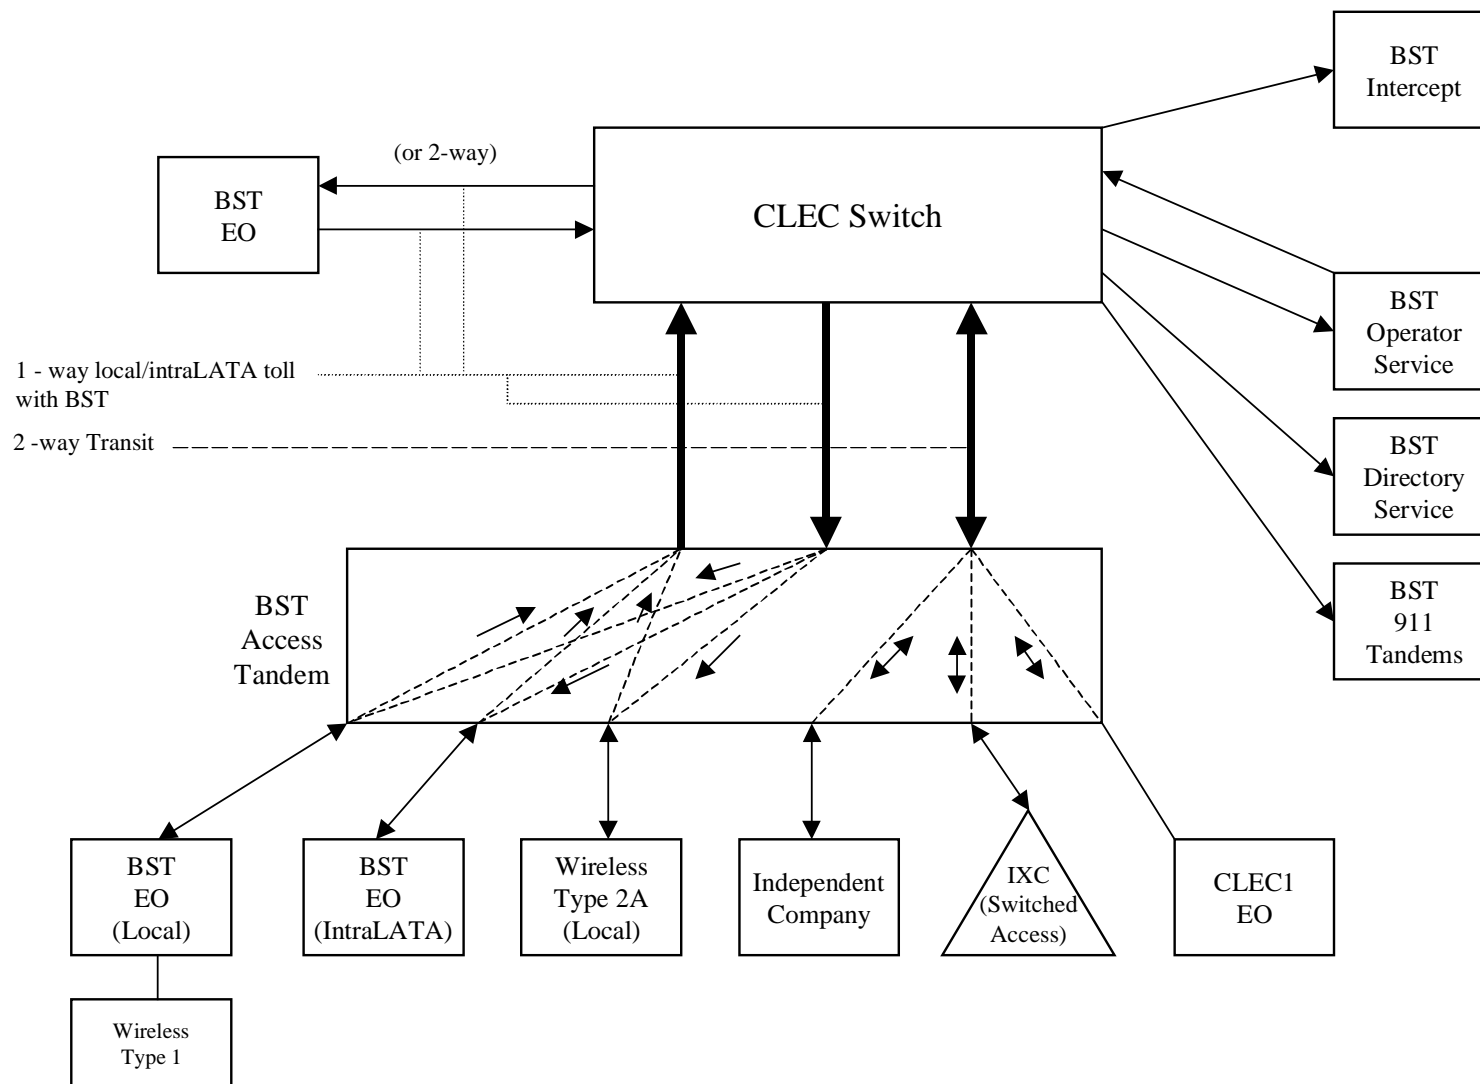 BST
Intercept
(or 2-way)
BST
EO
CLEC Switch
BST
Operator
Service
1 - way local/intraLATA toll
with BST
2 -way Transit
BST
Directory
Service
BST
Access
Tandem
BST
911
Tandems
BST
EO
(Local)
BST
EO
(IntraLATA)
Wireless
Type 2A
(Local)
Independent
Company
IXC
(Switched
Access)
CLEC1
EO
Wireless
Type 1